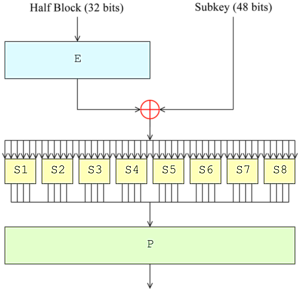 Half Block (32 bits) Subkey (48 bits)
E
S1 S2 S3 S4 S5 S6 S7 S8
P